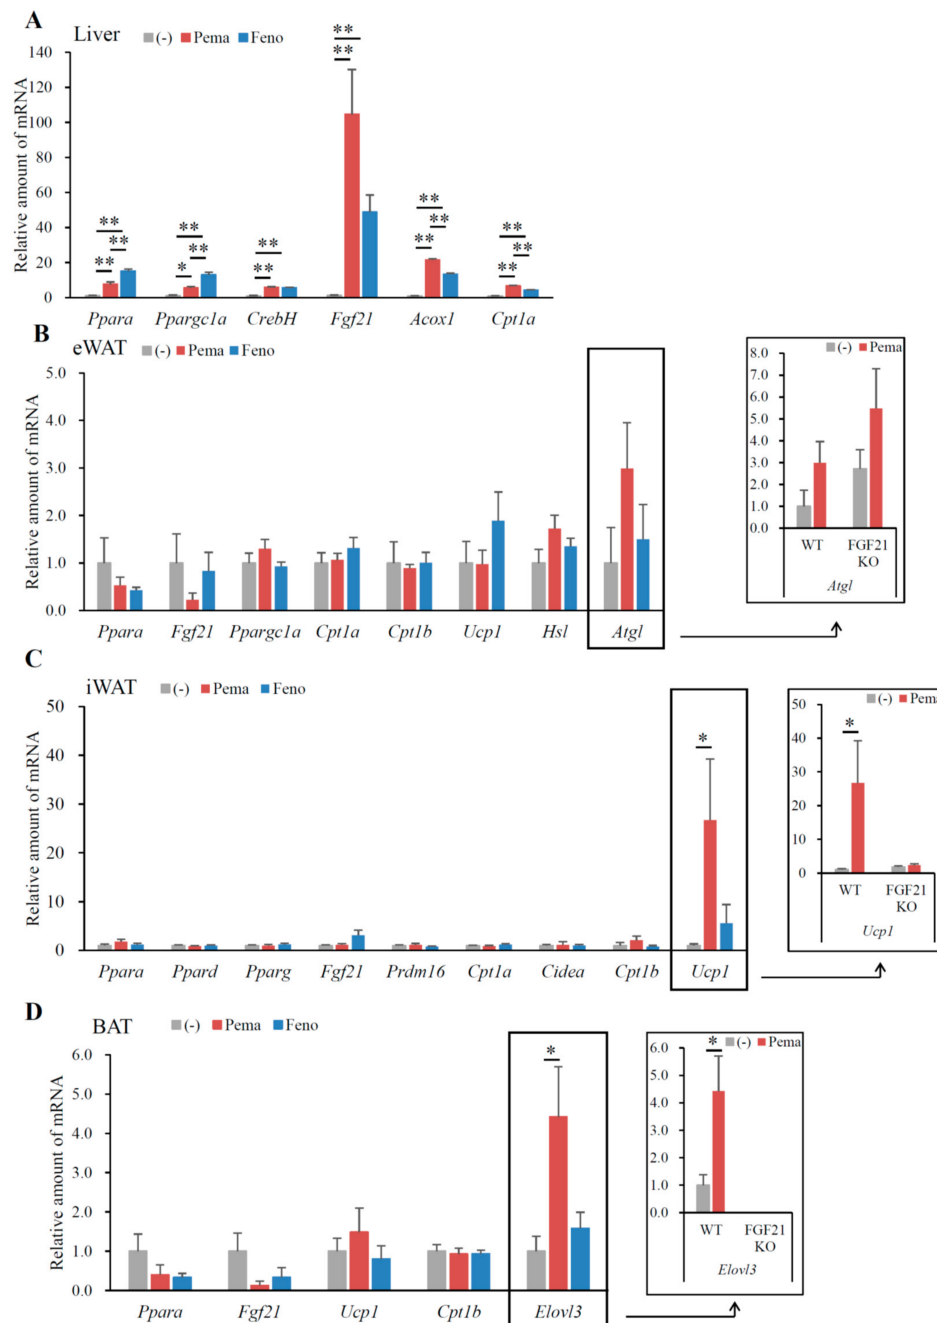 A
Liver
(-) Pema Feno
Relative amount of mRNA
140
120
100
80
60
40
20
0
** ** **
** * **
** **
** **
** ** **
** ** **
Ppara Ppargc1a CrebH Fgf21 Acox1 Cpt1a
B
eWAT
(-) Pema Feno
Relative amount of mRNA
5.0
4.0
3.0
2.0
1.0
0.0
Ppara Fgf21 Ppargc1a Cpt1a Cpt1b Ucp1 Hsl Atgl
(-) Pema
8.0
7.0
6.0
5.0
4.0
3.0
2.0
1.0
0.0
WT FGF21
KO
Atgl
C
iWAT
(-) Pema Feno
Relative amount of mRNA
50
40
30
20
10
0
*
Ppara Ppard Pparg Fgf21 Prdm16 Cpt1a Cidea Cpt1b Ucp1
(-) Pema
50
40
30
20
10
0
*
WT FGF21
KO
Ucp1
D
BAT
(-) Pema Feno
Relative amount of mRNA
6.0
5.0
4.0
3.0
2.0
1.0
0.0
*
Ppara Fgf21 Ucp1 Cpt1b Elovl3
(-) Pema
6.0
5.0
4.0
3.0
2.0
1.0
0.0
*
WT FGF21
KO
Elovl3